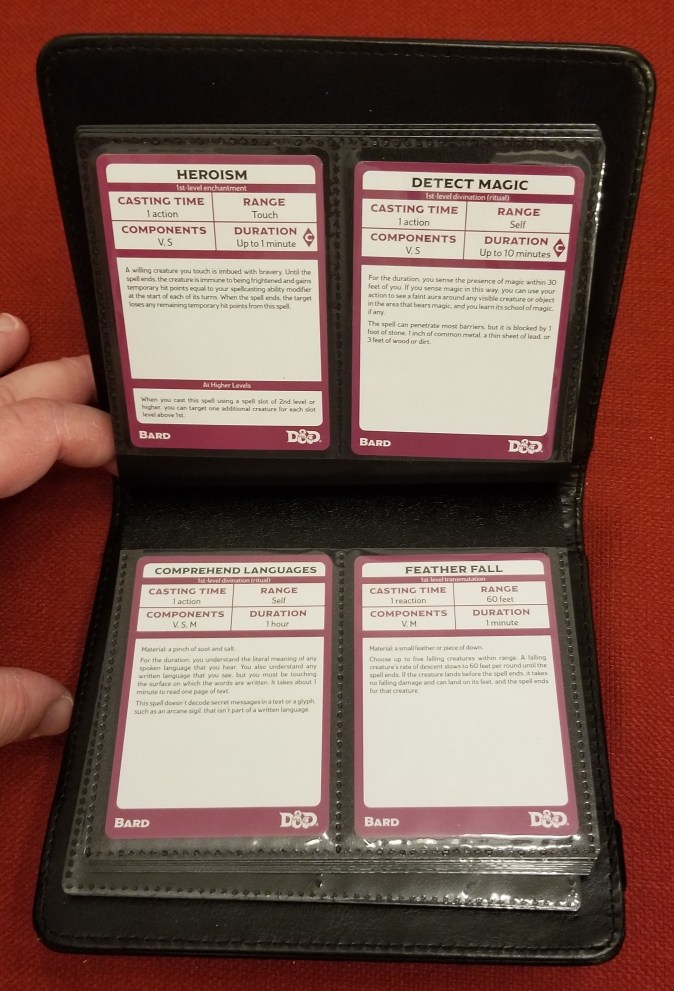 HEROISM
1st-level enchantment
CASTING TIME
1 action
RANGE
Touch
COMPONENTS
V, S
DURATION
Up to 1 minute
C
A willing creature you touch is imbued with bravery. Until the
spell ends, the creature is immune to being frightened and gains
temporary hit points equal to your spellcasting ability modifier
at the start of each of its turns. When the spell ends, the target
loses any remaining temporary hit points from this spell.
At Higher Levels
When you cast this spell using a spell slot of 2nd level or
higher, you can target one additional creature for each slot
level above 1st.
BARD
D&D
DETECT MAGIC
1st-level divination (ritual)
CASTING TIME
1 action
RANGE
Self
COMPONENTS
V, S
DURATION
Up to 10 minutes
C
For the duration, you sense the presence of magic within 30
feet of you. If you sense magic in this way, you can use your
action to see a faint aura around any visible creature or object
in the area that bears magic, and you learn its school of magic,
if any.
The spell can penetrate most barriers, but it is blocked by 1
foot of stone, 1 inch of common metal, a thin sheet of lead, or
3 feet of wood or dirt.
BARD
D&D
COMPREHEND LANGUAGES
1st-level divination (ritual)
CASTING TIME
1 action
RANGE
Self
COMPONENTS
V, S, M
DURATION
1 hour
Material: a pinch of soot and salt.
For the duration, you understand the literal meaning of any
spoken language that you hear. You also understand any
written language that you see, but you must be touching
the surface on which the words are written. It takes about 1
minute to read one page of text.
This spell doesn't decode secret messages in a text or a glyph,
such as an arcane sigil, that isn't part of a written language.
BARD
D&D
FEATHER FALL
1st-level transmutation
CASTING TIME
1 reaction
RANGE
60 feet
COMPONENTS
V, M
DURATION
1 minute
Material: a small feather or piece of down.
Choose up to five falling creatures within range. A falling
creature's rate of descent slows to 60 feet per round until the
spell ends. If the creature lands before the spell ends, it takes
no falling damage and can land on its feet, and the spell ends
for that creature.
BARD
D&D